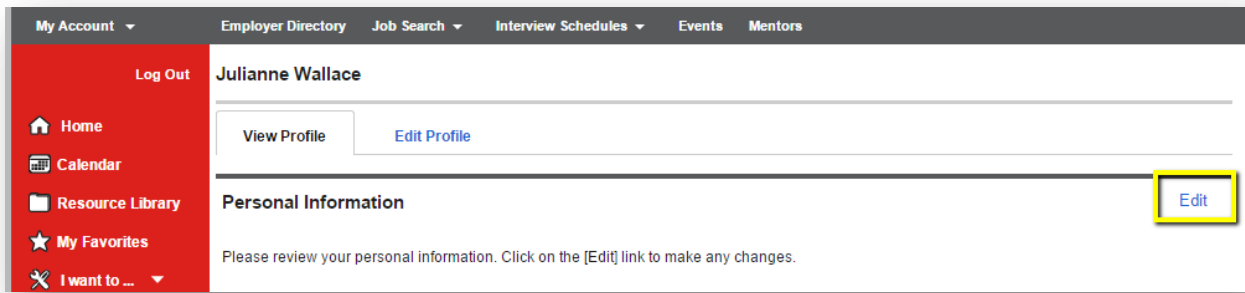 My Account Employer Directory Job Search Interview Schedules Events Mentors
Log Out
Julianne Wallace
Home
View Profile Edit Profile
Calendar
Resource Library
Personal Information
Edit
My Favorites
Please review your personal information. Click on the [Edit] link to make any changes.
I want to ...